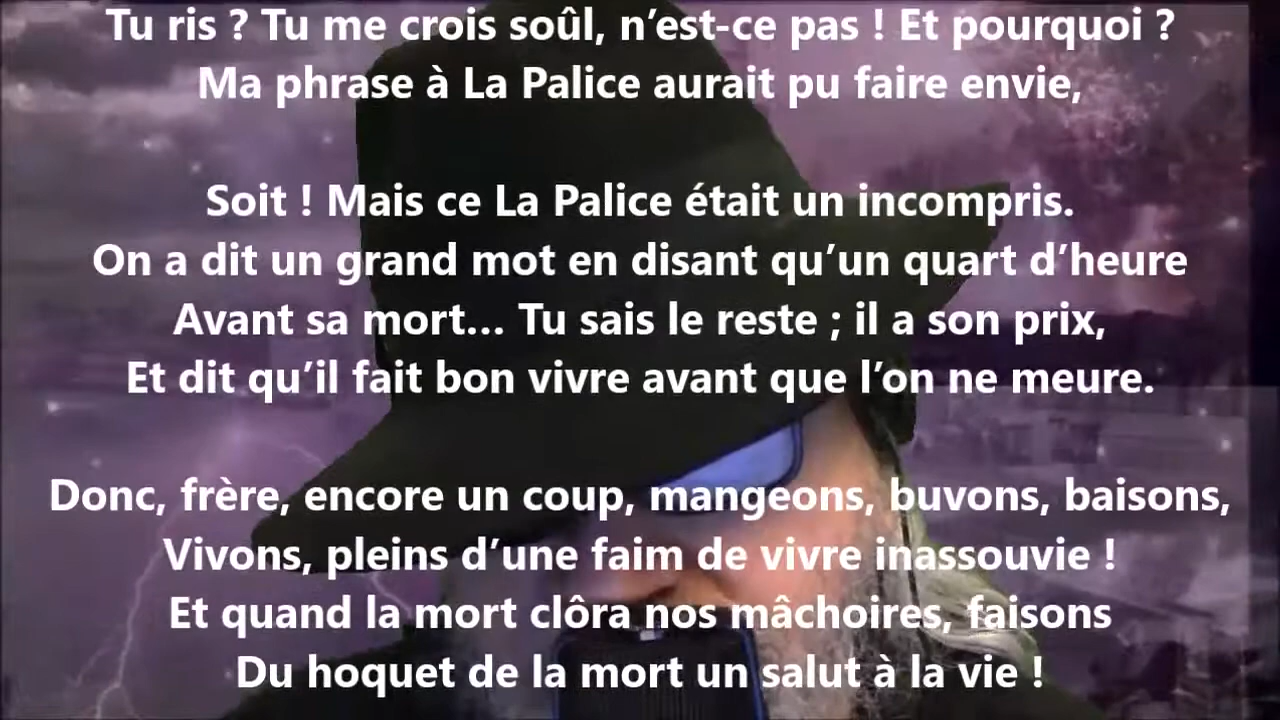 Tu ris ? Tu me crois soûl, n’est-ce pas ! Et pourquoi ?
Ma phrase à La Palice aurait pu faire envie,
Soit ! Mais ce La Palice était un incompris.
On a dit un grand mot en disant qu’un quart d’heure
Avant sa mort… Tu sais le reste ; il a son prix,
Et dit qu’il fait bon vivre avant que l’on ne meure.
Donc, frère, encore un coup, mangeons, buvons, baisons,
Vivons, pleins d’une faim de vivre inassouvie !
Et quand la mort clôra nos mâchoires, faisons
Du hoquet de la mort un salut à la vie !